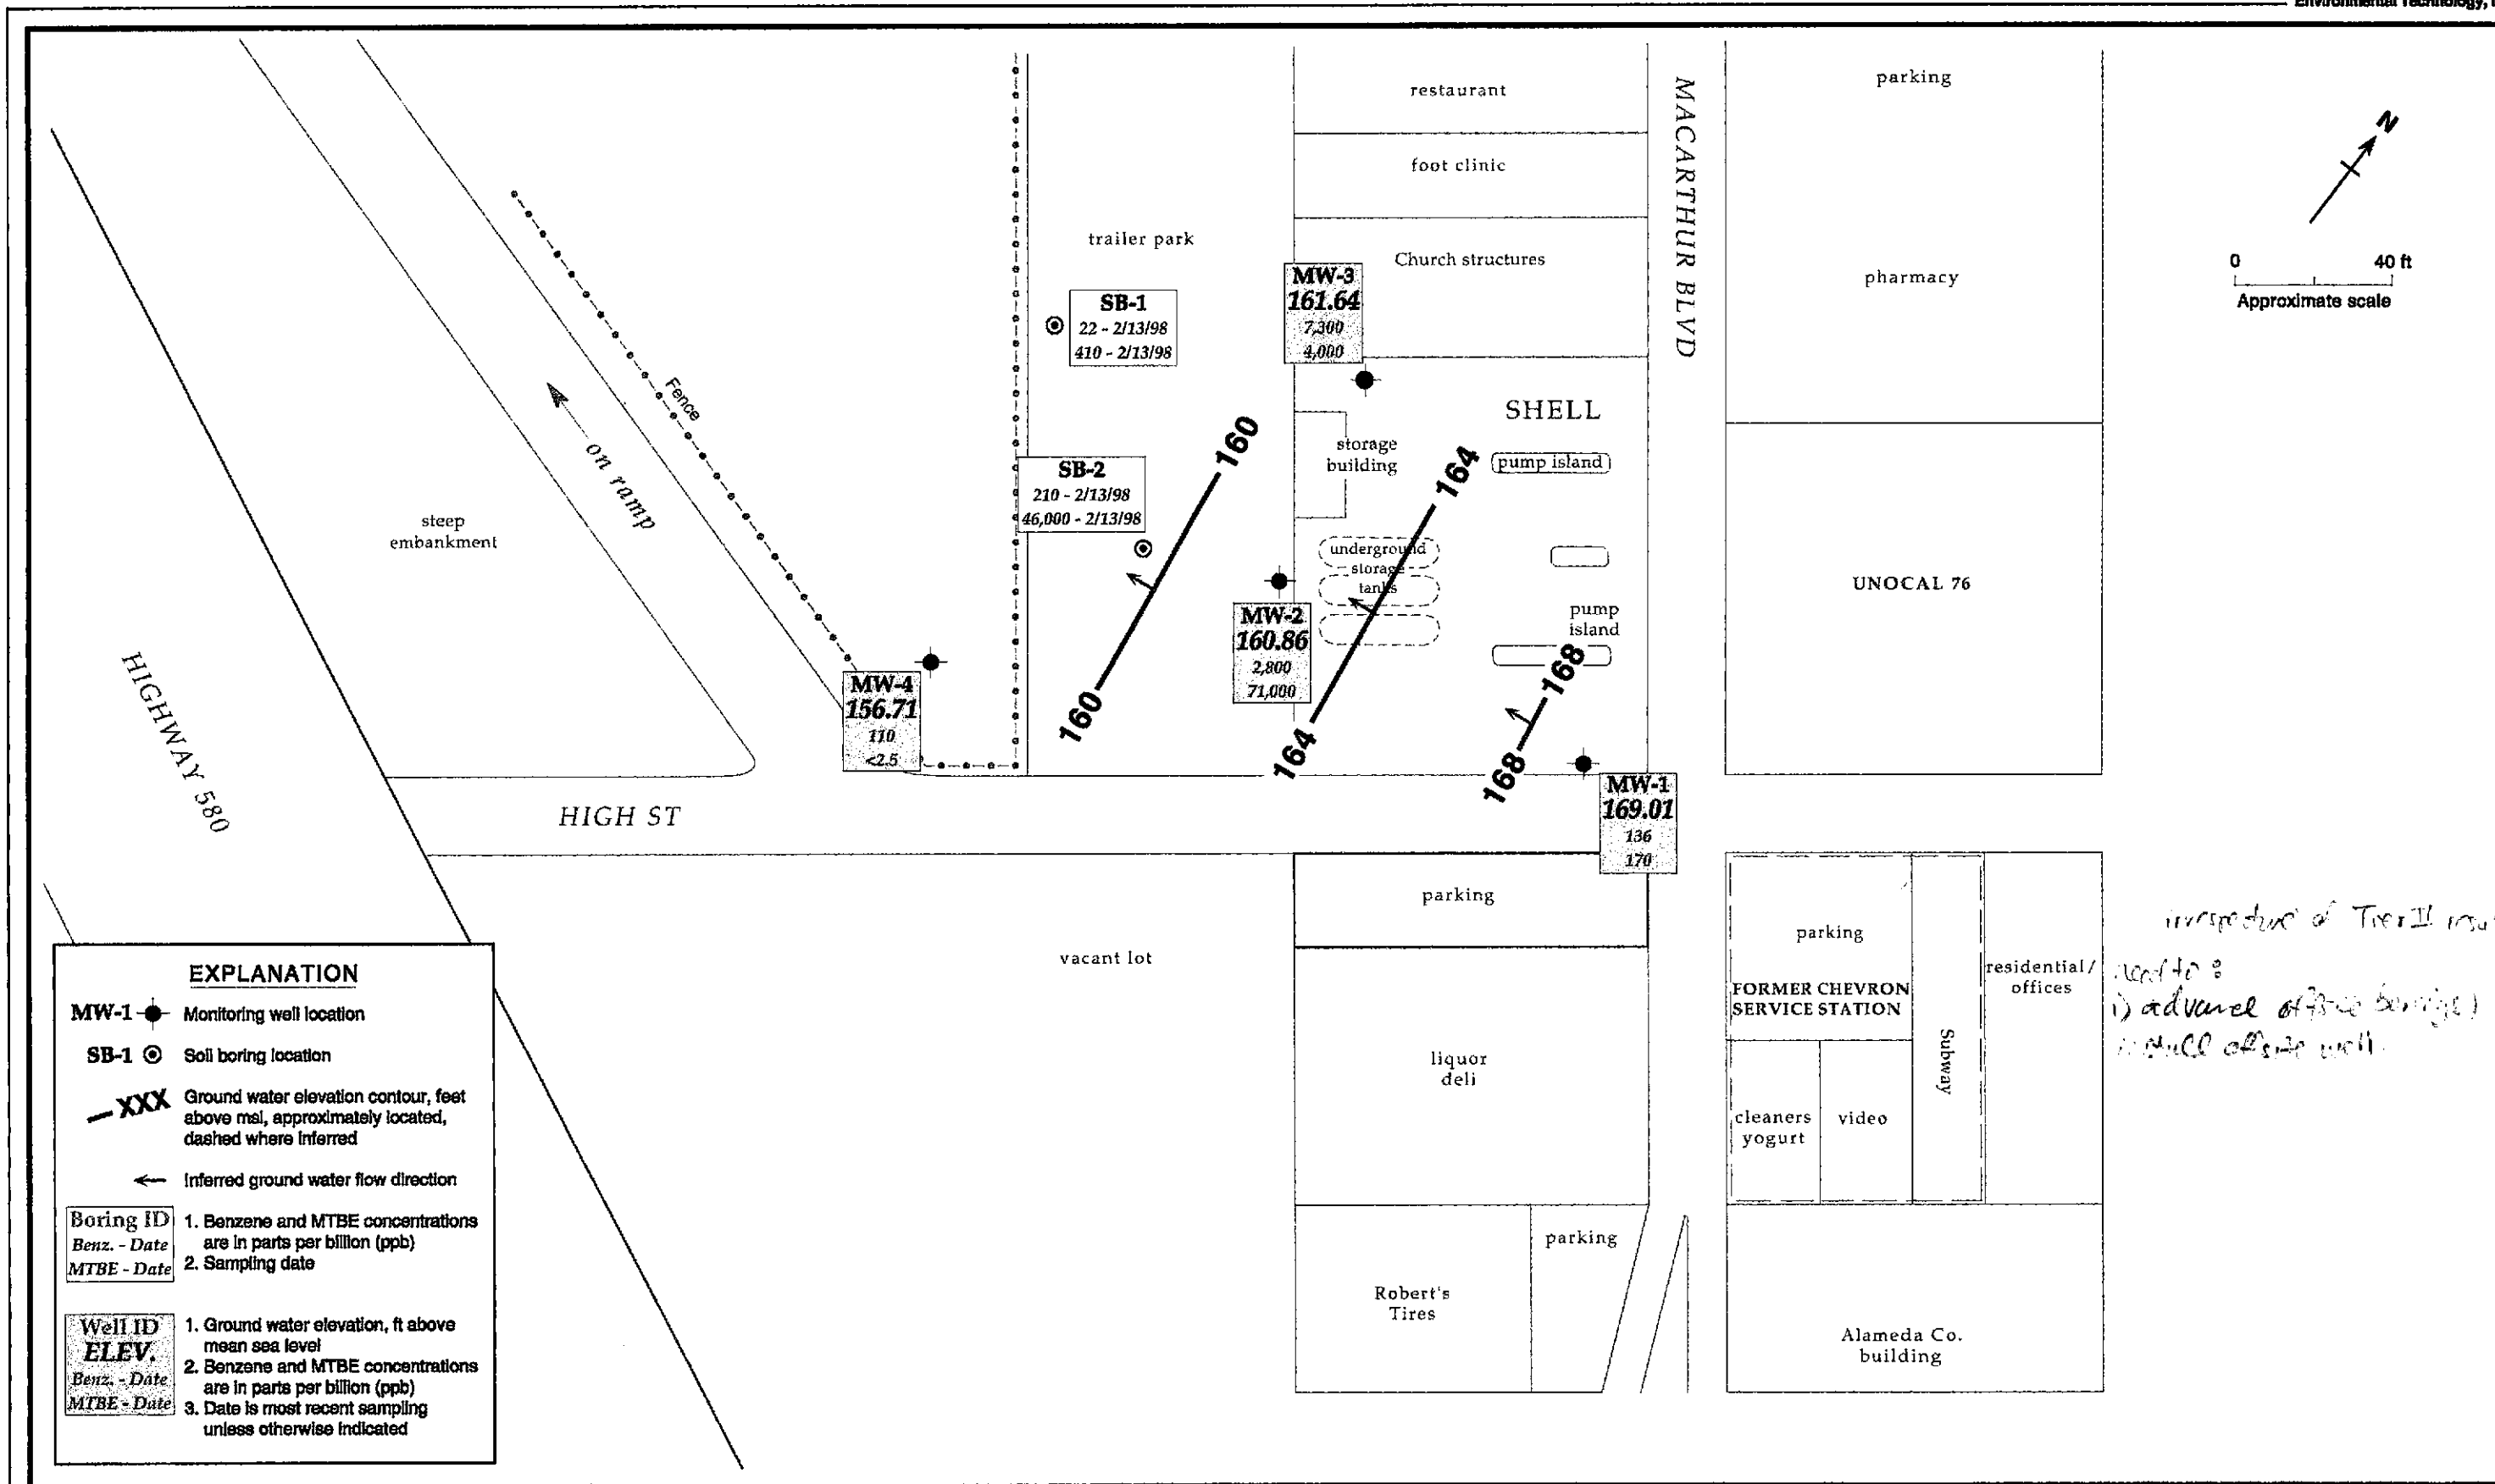 Environmental Technology,
restaurant
foot clinic
Church structures
trailer park
MACARTHUR BLVD
parking
pharmacy
N
0 40 ft
Approximate scale
MW-3
161.64
7,300
4,000
SB-1
22 - 2/13/98
410 - 2/13/98
SHELL
storage
building
pump island
160
164
Fence
on ramp
SB-2
210 - 2/13/98
46,000 - 2/13/98
steep
embankment
underground
storage
tanks
UNOCAL 76
pump
island
MW-2
160.86
2,800
71,000
168
MW-4
156.71
110
<2.5
160
164
168
MW-1
169.01
136
170
HIGHWAY 580
HIGH ST
parking
vacant lot
liquor
deli
Robert's
Tires
parking
parking
FORMER CHEVRON
SERVICE STATION
Subway
residential/
offices
cleaners
yogurt
video
Alameda Co.
building
of Tier II
need to :
1) advance
offsite well.
EXPLANATION
MW-1 Monitoring well location
SB-1 Soil boring location
XXX Ground water elevation contour, feet
above msl, approximately located,
dashed where inferred
Inferred ground water flow direction
Boring ID
Benz. - Date
MTBE - Date
1. Benzene and MTBE concentrations
are in parts per billion (ppb)
2. Sampling date
Well ID
ELEV.
Benz. - Date
MTBE - Date
1. Ground water elevation, ft above
mean sea level
2. Benzene and MTBE concentrations
are in parts per billion (ppb)
3. Date is most recent sampling
unless otherwise indicated